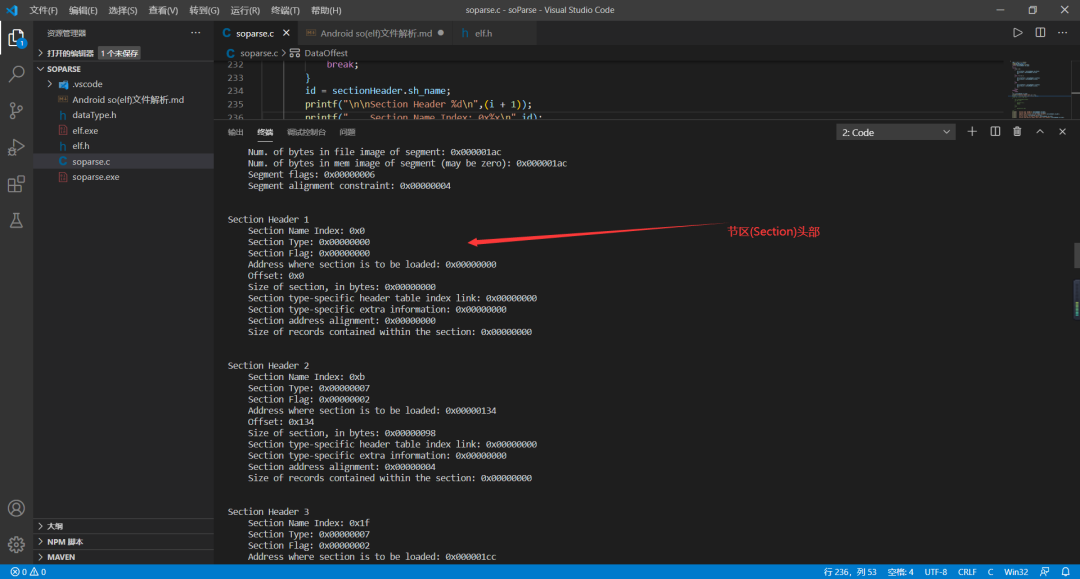 文件(F) 编辑(E) 选择(S) 查看(V) 转到(G) 运行(R) 终端(T) 帮助(H) soparse.c - soParse - Visual Studio Code
资源管理器 ···
打开的编辑器 1 个未保存
SOPARSE
.vscode
Android so(elf)文件解析.md
dataType.h
elf.exe
elf.h
soparse.c
soparse.exe
大纲
NPM 脚本
MAVEN
soparse.c Android so(elf)文件解析.md elf.h
soparse.c > DataOffest
232 break;
233 }
234 id = sectionHeader.sh_name;
235 printf("\n\nSection Header %d\n",(i + 1));
236 printf(" Section Name Index: 0x%x\n",id);
输出 终端 调试控制台 问题 2: Code
Num. of bytes in file image of segment: 0x000001ac
Num. of bytes in mem image of segment (may be zero): 0x000001ac
Segment flags: 0x00000006
Segment alignment constraint: 0x00000004
Section Header 1
Section Name Index: 0x0
Section Type: 0x00000000
Section Flag: 0x00000000
Address where section is to be loaded: 0x00000000
Offset: 0x0
Size of section, in bytes: 0x00000000
Section type-specific header table index link: 0x00000000
Section type-specific extra information: 0x00000000
Section address alignment: 0x00000000
Size of records contained within the section: 0x00000000
节区(Section)头部
Section Header 2
Section Name Index: 0xb
Section Type: 0x00000007
Section Flag: 0x00000002
Address where section is to be loaded: 0x00000134
Offset: 0x134
Size of section, in bytes: 0x00000098
Section type-specific header table index link: 0x00000000
Section type-specific extra information: 0x00000000
Section address alignment: 0x00000004
Size of records contained within the section: 0x00000000
Section Header 3
Section Name Index: 0x1f
Section Type: 0x00000007
Section Flag: 0x00000002
Address where section is to be loaded: 0x000001cc
0 0 行 236，列 53 空格: 4 UTF-8 CRLF C Win32